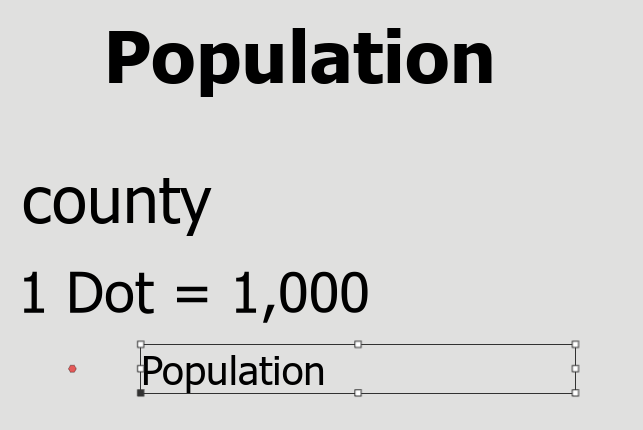 Population
county
1 Dot = 1,000
Population